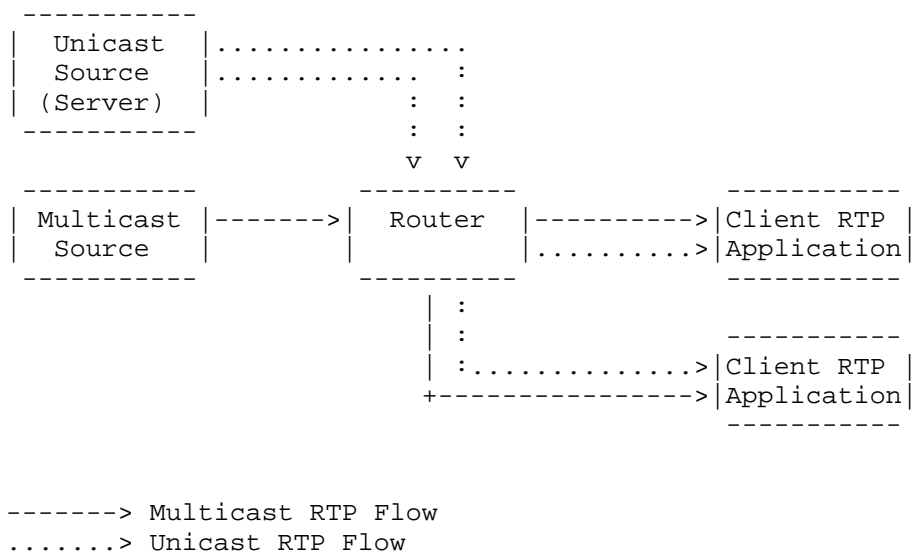 Unicast
Source
(Server)
Multicast Router Client RTP
Source Application
Client RTP
Application
-------> Multicast RTP Flow
.......> Unicast RTP Flow